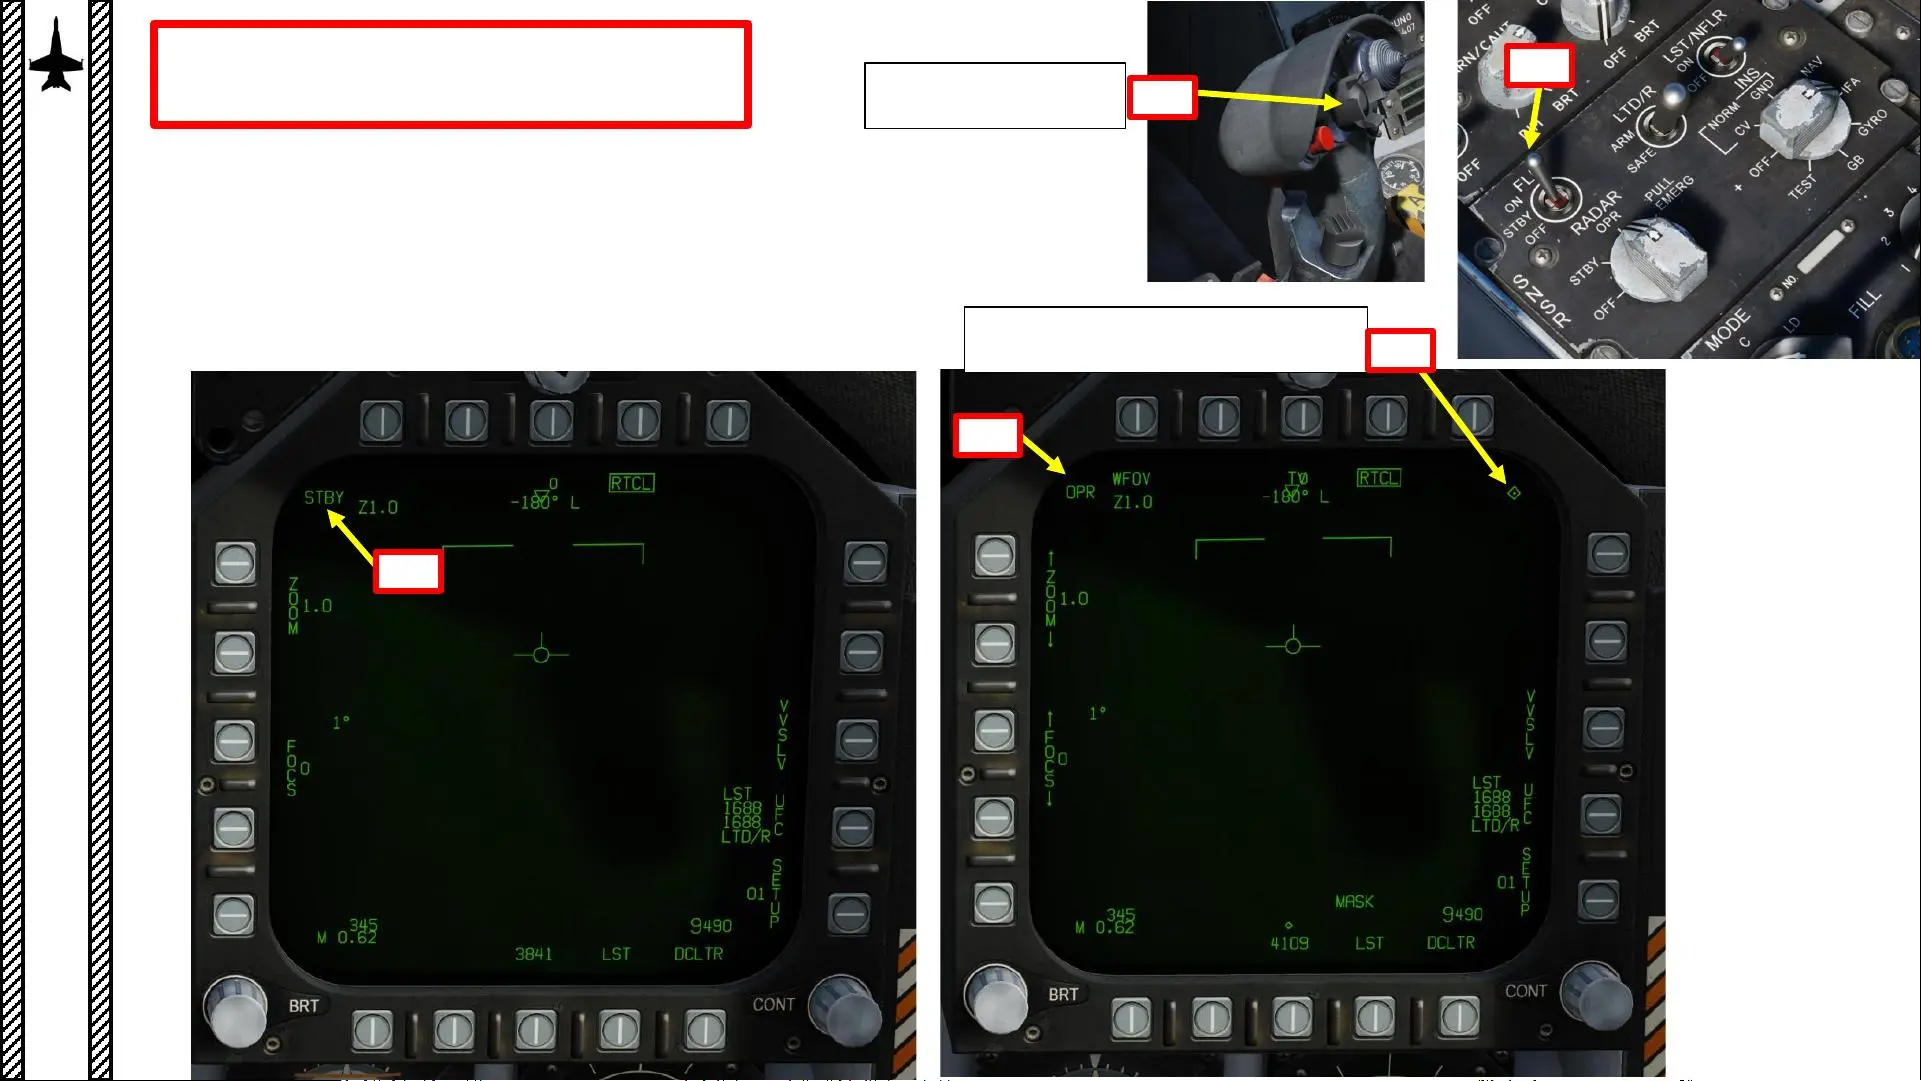 OFF
OFF BRT
BRT
LST/NFLR
ON
OFF
LTD/R
ARM
SAFE
INS
NORM
GND
NAV
IFA
CV
GYRO
OFF
GB
TEST
OFF
ON
STBY
OFF
RADAR
OPR
PULL
EMERG
STBY
OFF
SNSR
MODE
C
LD
NO.
FILL
4
3
2
1
STBY
Z1.0
0
-180° L
RTCL
ZOOM
1.0
1°
FOCS
0
VVSLV
LST
1688
1688
LTD/R
UFC
01
SETUP
345
M 0.62
9490
3841
LST
DCLTR
BRT
CONT
OPR
WFOV
Z1.0
-180° L
RTCL
↑ZOOM↓
1.0
1°
↑FOCS↓
0
VVSLV
LST
1688
1688
LTD/R
UFC
01
SETUP
MASK
345
M 0.62
9490
4109
LST
DCLTR
BRT
CONT